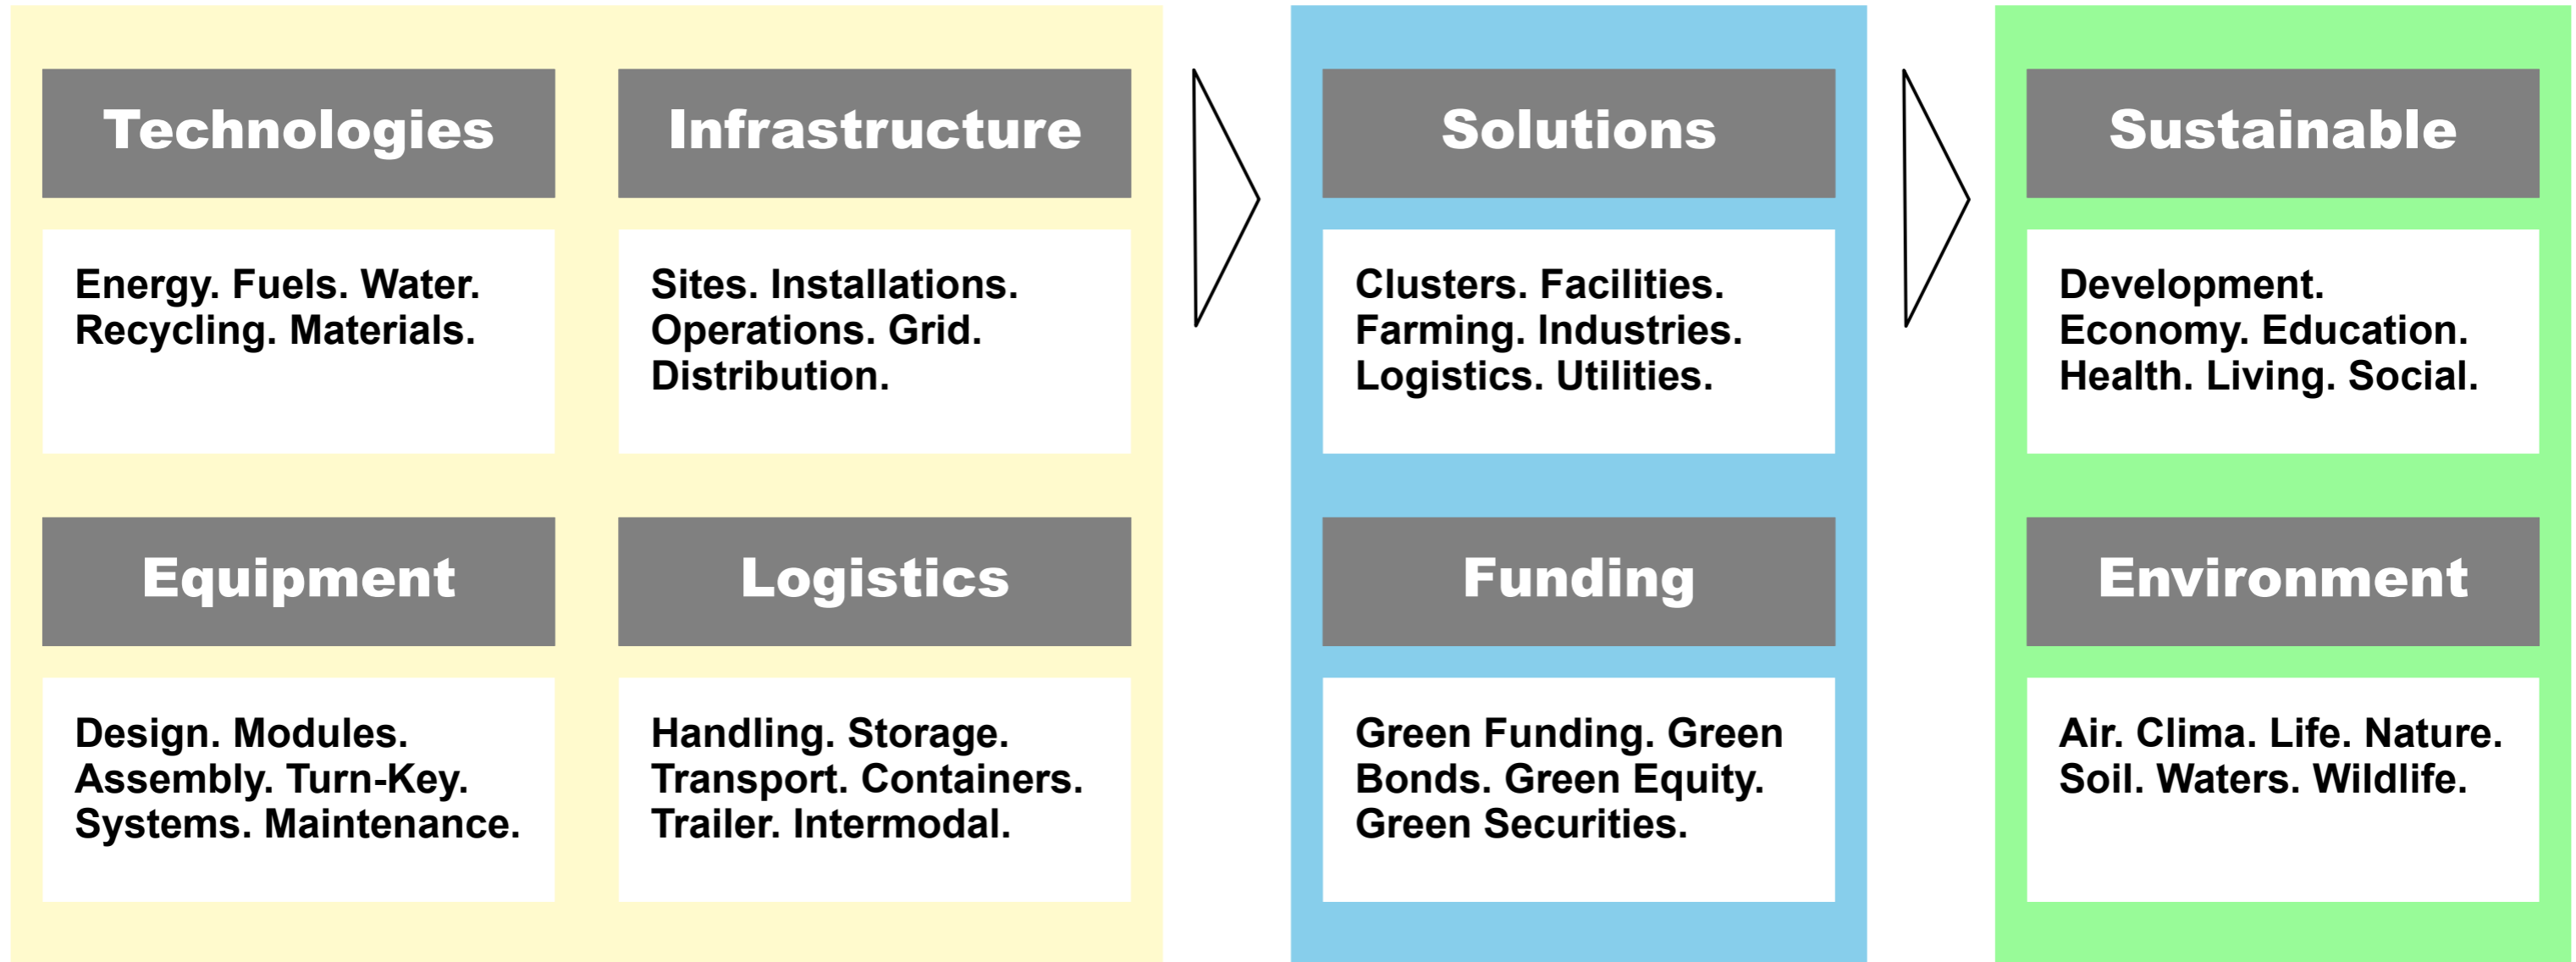 Technologies
Energy. Fuels. Water.
Recycling. Materials.
Infrastructure
Sites. Installations.
Operations. Grid.
Distribution.
Equipment
Design. Modules.
Assembly. Turn-Key.
Systems. Maintenance.
Logistics
Handling. Storage.
Transport. Containers.
Trailer. Intermodal.
Solutions
Clusters. Facilities.
Farming. Industries.
Logistics. Utilities.
Funding
Green Funding. Green
Bonds. Green Equity.
Green Securities.
Sustainable
Development.
Economy. Education.
Health. Living. Social.
Environment
Air. Clima. Life. Nature.
Soil. Waters. Wildlife.